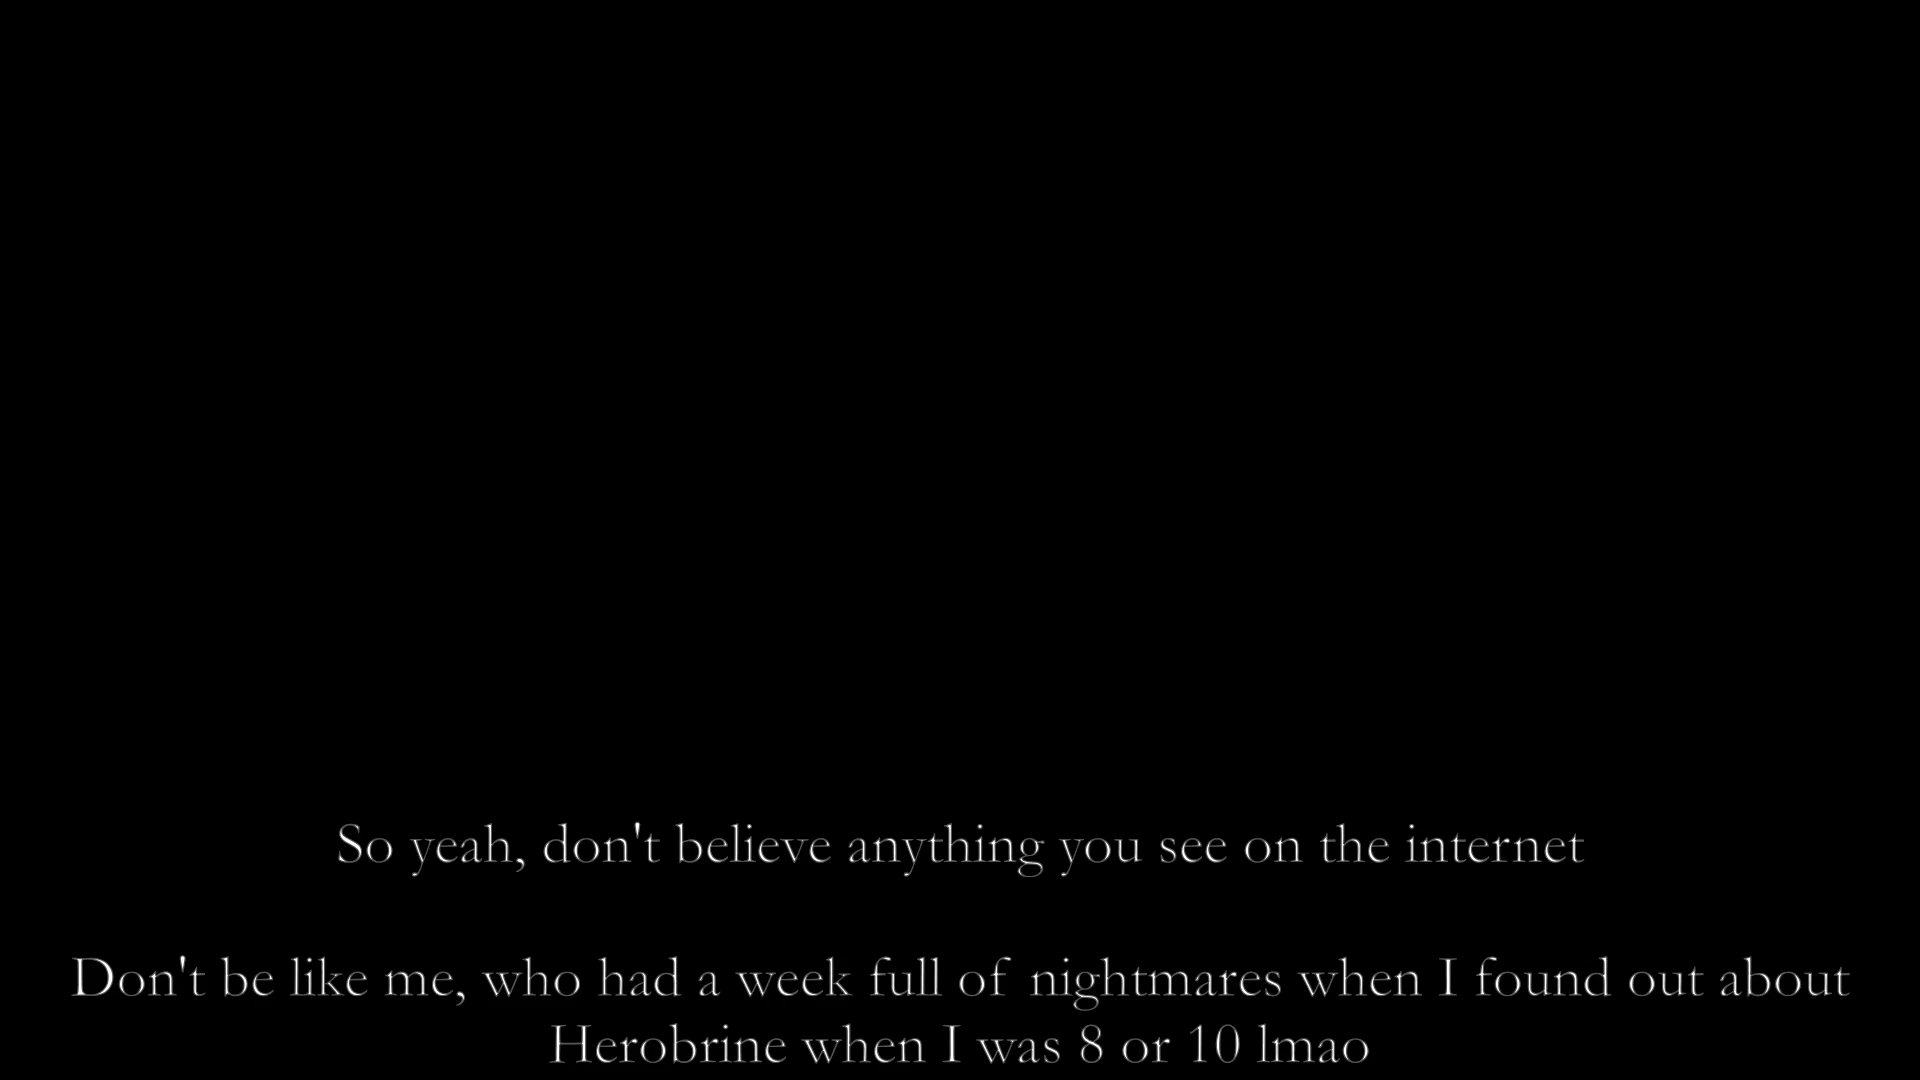 So yeah, don't believe anything you see on the internet
Don't be like me, who had a week full of nightmares when I found out about
Herobrine when I was 8 or 10 lmao